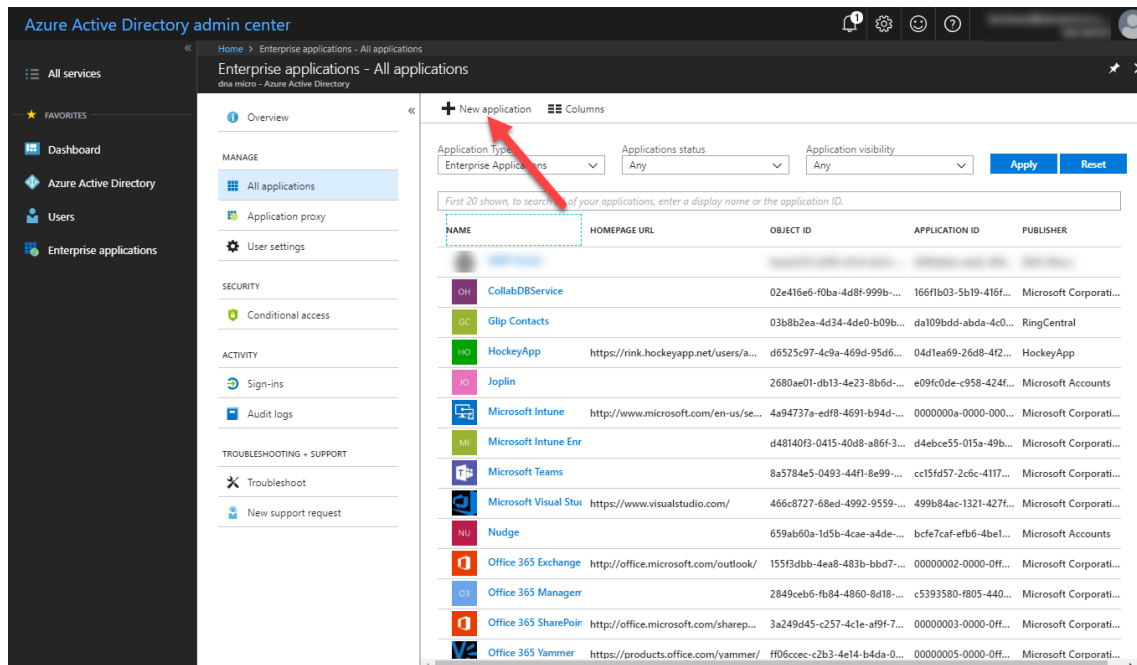 Azure Active Directory admin center
1
All services
FAVORITES
Dashboard
Azure Active Directory
Users
Enterprise applications
Home > Enterprise applications - All applications
Enterprise applications - All applications
dna micro - Azure Active Directory
Overview
MANAGE
All applications
Application proxy
User settings
SECURITY
Conditional access
ACTIVITY
Sign-ins
Audit logs
TROUBLESHOOTING + SUPPORT
Troubleshoot
New support request
New application Columns
Application Type Applications status Application visibility
Enterprise Applications Any Any Apply Reset
First 20 shown, to search all of your applications, enter a display name or the application ID.
NAME HOMEPAGE URL OBJECT ID APPLICATION ID PUBLISHER
OH CollabDBService 02e416e6-f0ba-4d8f-999b-... 166f1b03-5b19-416f... Microsoft Corporati...
GC Glip Contacts 03b8b2ea-4d34-4de0-b09b... da109bdd-abda-4c0... RingCentral
HO HockeyApp https://rink.hockeyapp.net/users/a... d6525c97-4c9a-469d-95d6... 04d1ea69-26d8-4f2... HockeyApp
JO Joplin 2680ae01-db13-4e23-8b6d-... e09fc0de-c958-424f... Microsoft Accounts
Microsoft Intune http://www.microsoft.com/en-us/se... 4a94737a-edf8-4691-b94d-... 0000000a-0000-000... Microsoft Corporati...
MI Microsoft Intune Enr d48140f3-0415-40d8-a86f-3... d4ebce55-015a-49b... Microsoft Corporati...
Microsoft Teams 8a5784e5-0493-44f1-8e99-... cc15fd57-2c6c-4117... Microsoft Corporati...
Microsoft Visual Stuc https://www.visualstudio.com/ 466c8727-68ed-4992-9559-... 499b84ac-1321-427f... Microsoft Corporati...
NU Nudge 659ab60a-1d5b-4cae-a4de-... bcfe7caf-efb6-4be1... Microsoft Accounts
Office 365 Exchange http://office.microsoft.com/outlook/ 155f3dbb-4ea8-483b-bbd7-... 00000002-0000-0ff... Microsoft Corporati...
O3 Office 365 Managem 2849ceb6-fb84-4860-8d18-... c5393580-f805-440... Microsoft Corporati...
Office 365 SharePoin http://office.microsoft.com/sharep... 3a249d45-c257-4c1e-af9f-7... 00000003-0000-0ff... Microsoft Corporati...
Office 365 Yammer https://products.office.com/yammer/ ff06ccec-c2b3-4e14-b4da-0... 00000005-0000-0ff... Microsoft Corporati...